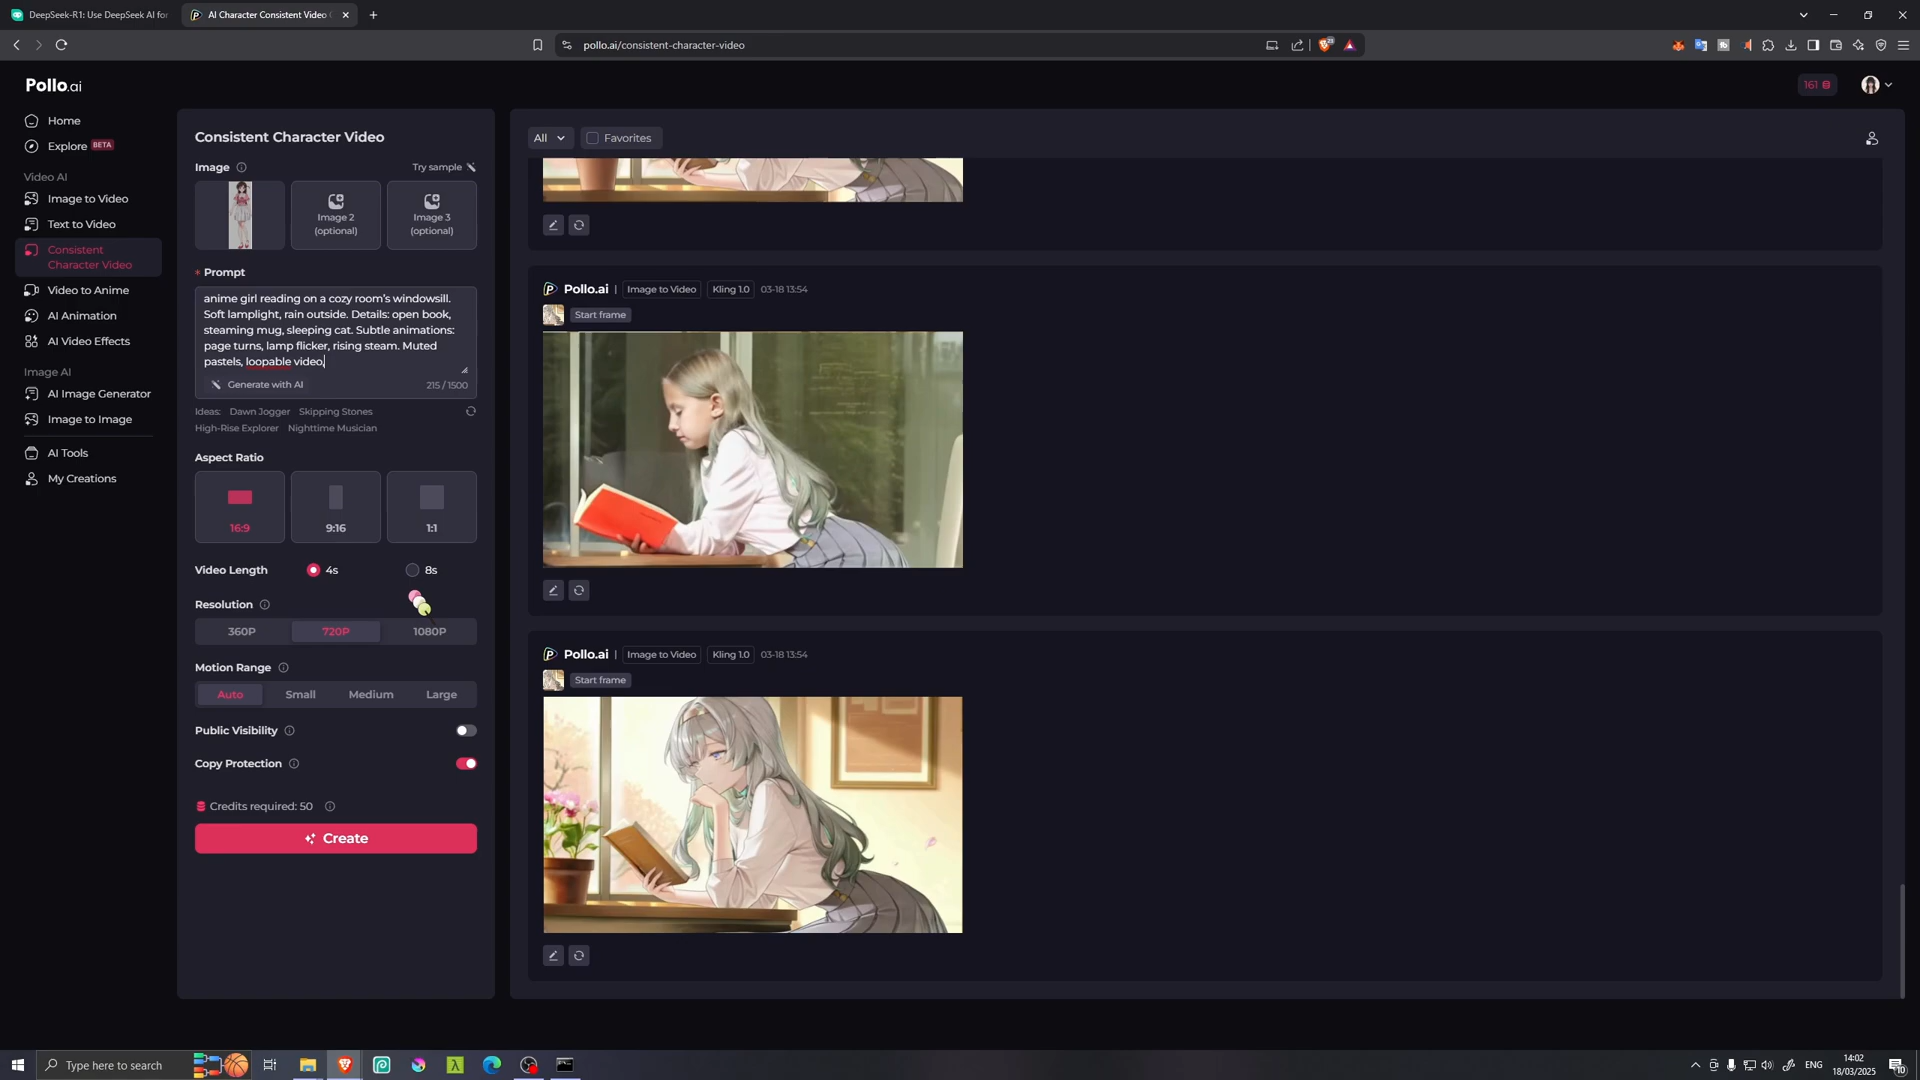 DeepSeek-R1: Use DeepSeek AI for
AI Character Consistent Video
pollo.ai/consistent-character-video
Pollo.ai
161
Home
Explore BETA
Video AI
Image to Video
Text to Video
Consistent
Character Video
Video to Anime
AI Animation
AI Video Effects
Image AI
AI Image Generator
Image to Image
AI Tools
My Creations
Consistent Character Video
Image
Try sample
Image 2
(optional)
Image 3
(optional)
* Prompt
anime girl reading on a cozy room's windowsill.
Soft lamplight, rain outside. Details: open book,
steaming mug, sleeping cat. Subtle animations:
page turns, lamp flicker, rising steam. Muted
pastels, loopable video,
Generate with AI
215 / 1500
Ideas: Dawn Jogger Skipping Stones
High-Rise Explorer Nighttime Musician
Aspect Ratio
16:9
9:16
1:1
Video Length
4s
8s
Resolution
360P
720P
1080P
Motion Range
Auto
Small
Medium
Large
Public Visibility
Copy Protection
Credits required: 50
Create
All
Favorites
Pollo.ai | Image to Video Kling 1.0 03-18 13:54
Start frame
Pollo.ai | Image to Video Kling 1.0 03-18 13:54
Start frame
Type here to search
ENG
14:02
18/03/2025